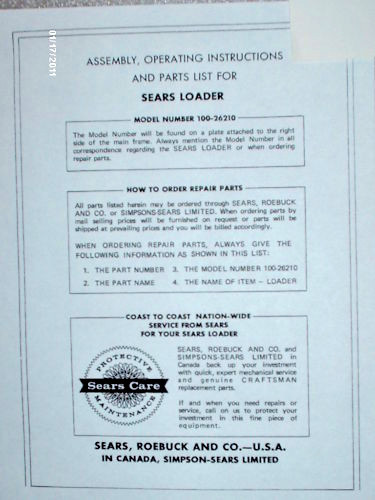 01/17/2011
ASSEMBLY, OPERATING INSTRUCTIONS
AND PARTS LIST FOR
SEARS LOADER
MODEL NUMBER 100-26210
The Model Number will be found on a plate attached to the right
side of the main frame. Always mention the Model Number in all
correspondence regarding the SEARS LOADER or when ordering
repair parts.
HOW TO ORDER REPAIR PARTS
All parts listed herein may be ordered through SEARS, ROEBUCK
AND CO. or SIMPSONS-SEARS LIMITED. When ordering parts by
mail selling prices will be furnished on request or parts will be
shipped at prevailing prices and you will be billed accordingly.
WHEN ORDERING REPAIR PARTS, ALWAYS GIVE THE
FOLLOWING INFORMATION AS SHOWN IN THIS LIST:
1. THE PART NUMBER 3. THE MODEL NUMBER 100-26210
2. THE PART NAME 4. THE NAME OF ITEM – LOADER
COAST TO COAST NATION-WIDE
SERVICE FROM SEARS
FOR YOUR SEARS LOADER
PROTECTIVE
Sears Care
MAINTENANCE
SEARS, ROEBUCK AND CO. and
SIMPSONS-SEARS LIMITED in
Canada back up your investment
with quick, expert mechanical service
and genuine CRAFTSMAN
replacement parts.
If and when you need repairs or
service, call on us to protect your
investment in this fine piece of
equipment.
SEARS, ROEBUCK AND CO.—U.S.A.
IN CANADA, SIMPSON-SEARS LIMITED